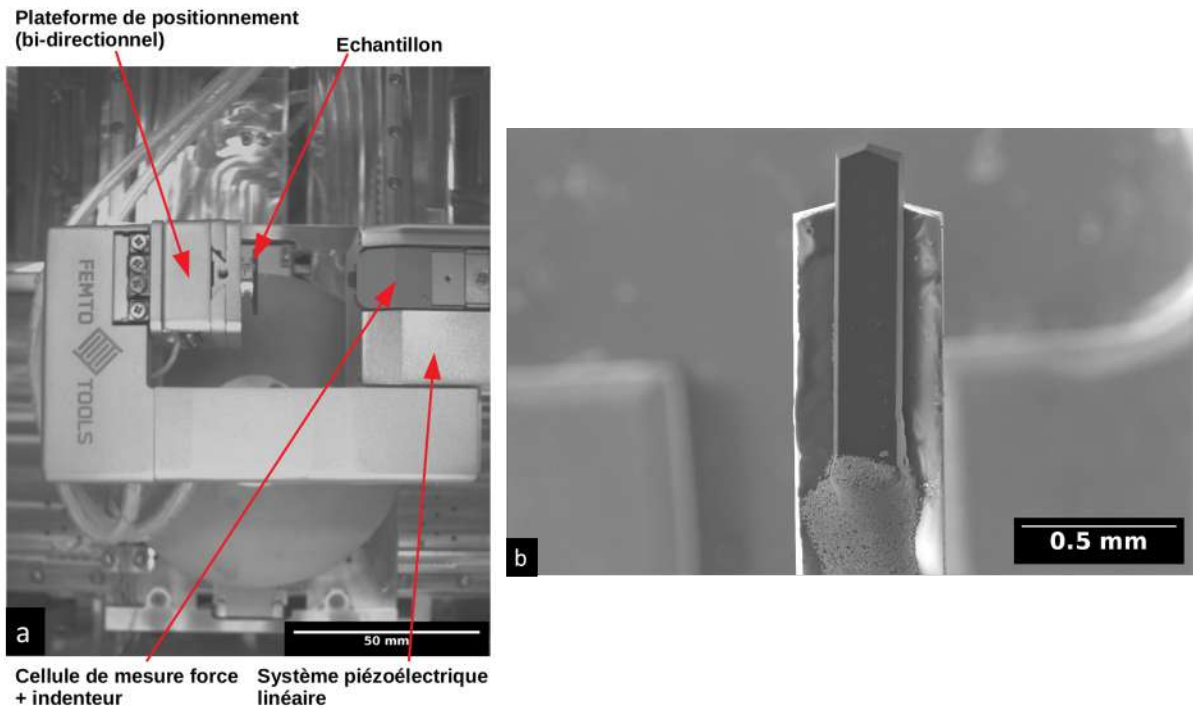 Plateforme de positionnement
(bi-directionnel)
Echantillon
FEMTO
TOOLS
a
50 mm
b
0.5 mm
Cellule de mesure force
+ indenteur
Système piézoélectrique
linéaire